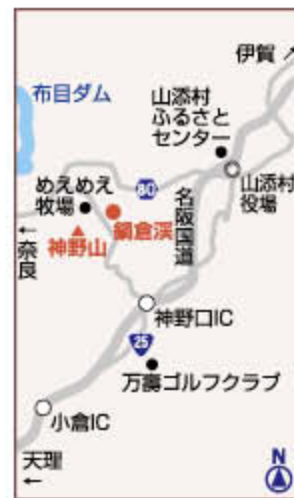 伊賀↗
布目ダム
山添村
ふるさと
センター
80
名阪国道
山添村
役場
めえめえ
牧場
鍋倉渓
神野山
←奈良
神野口IC
25
万壽ゴルフクラブ
小倉IC
天理
←
N